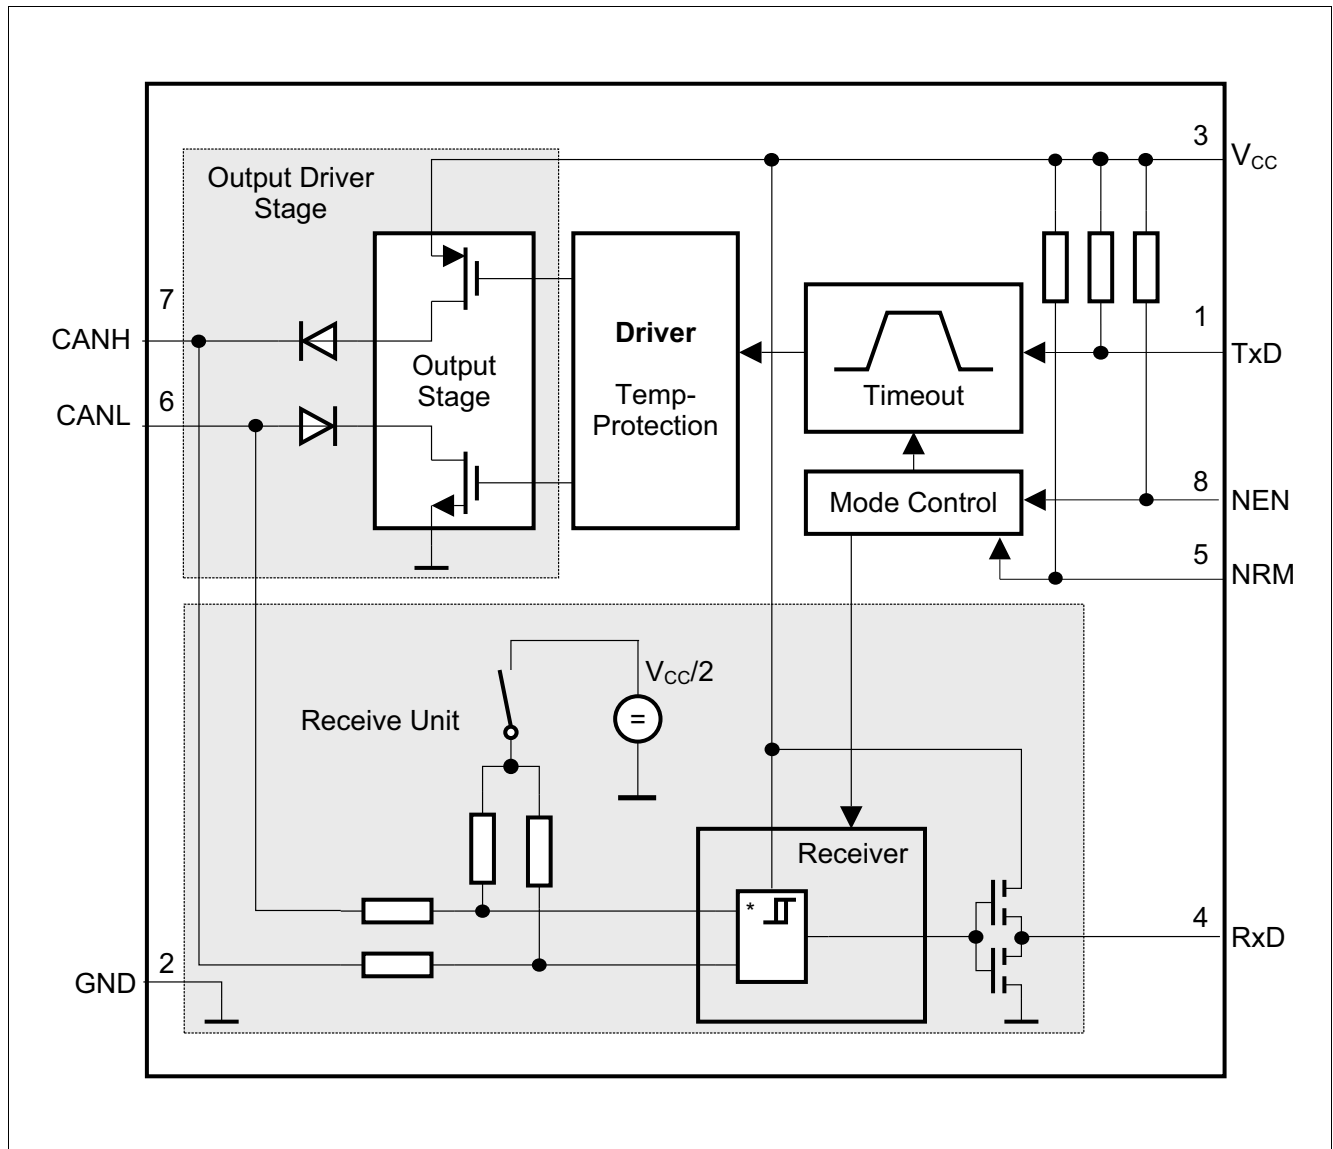 Output Driver
Stage
3
VCC
7
CANH
6
CANL
Output
Stage
Driver
Temp-
Protection
Timeout
1
TxD
Mode Control
8
NEN
5
NRM
Receive Unit
VCC/2
=
Receiver
*
4
RxD
2
GND